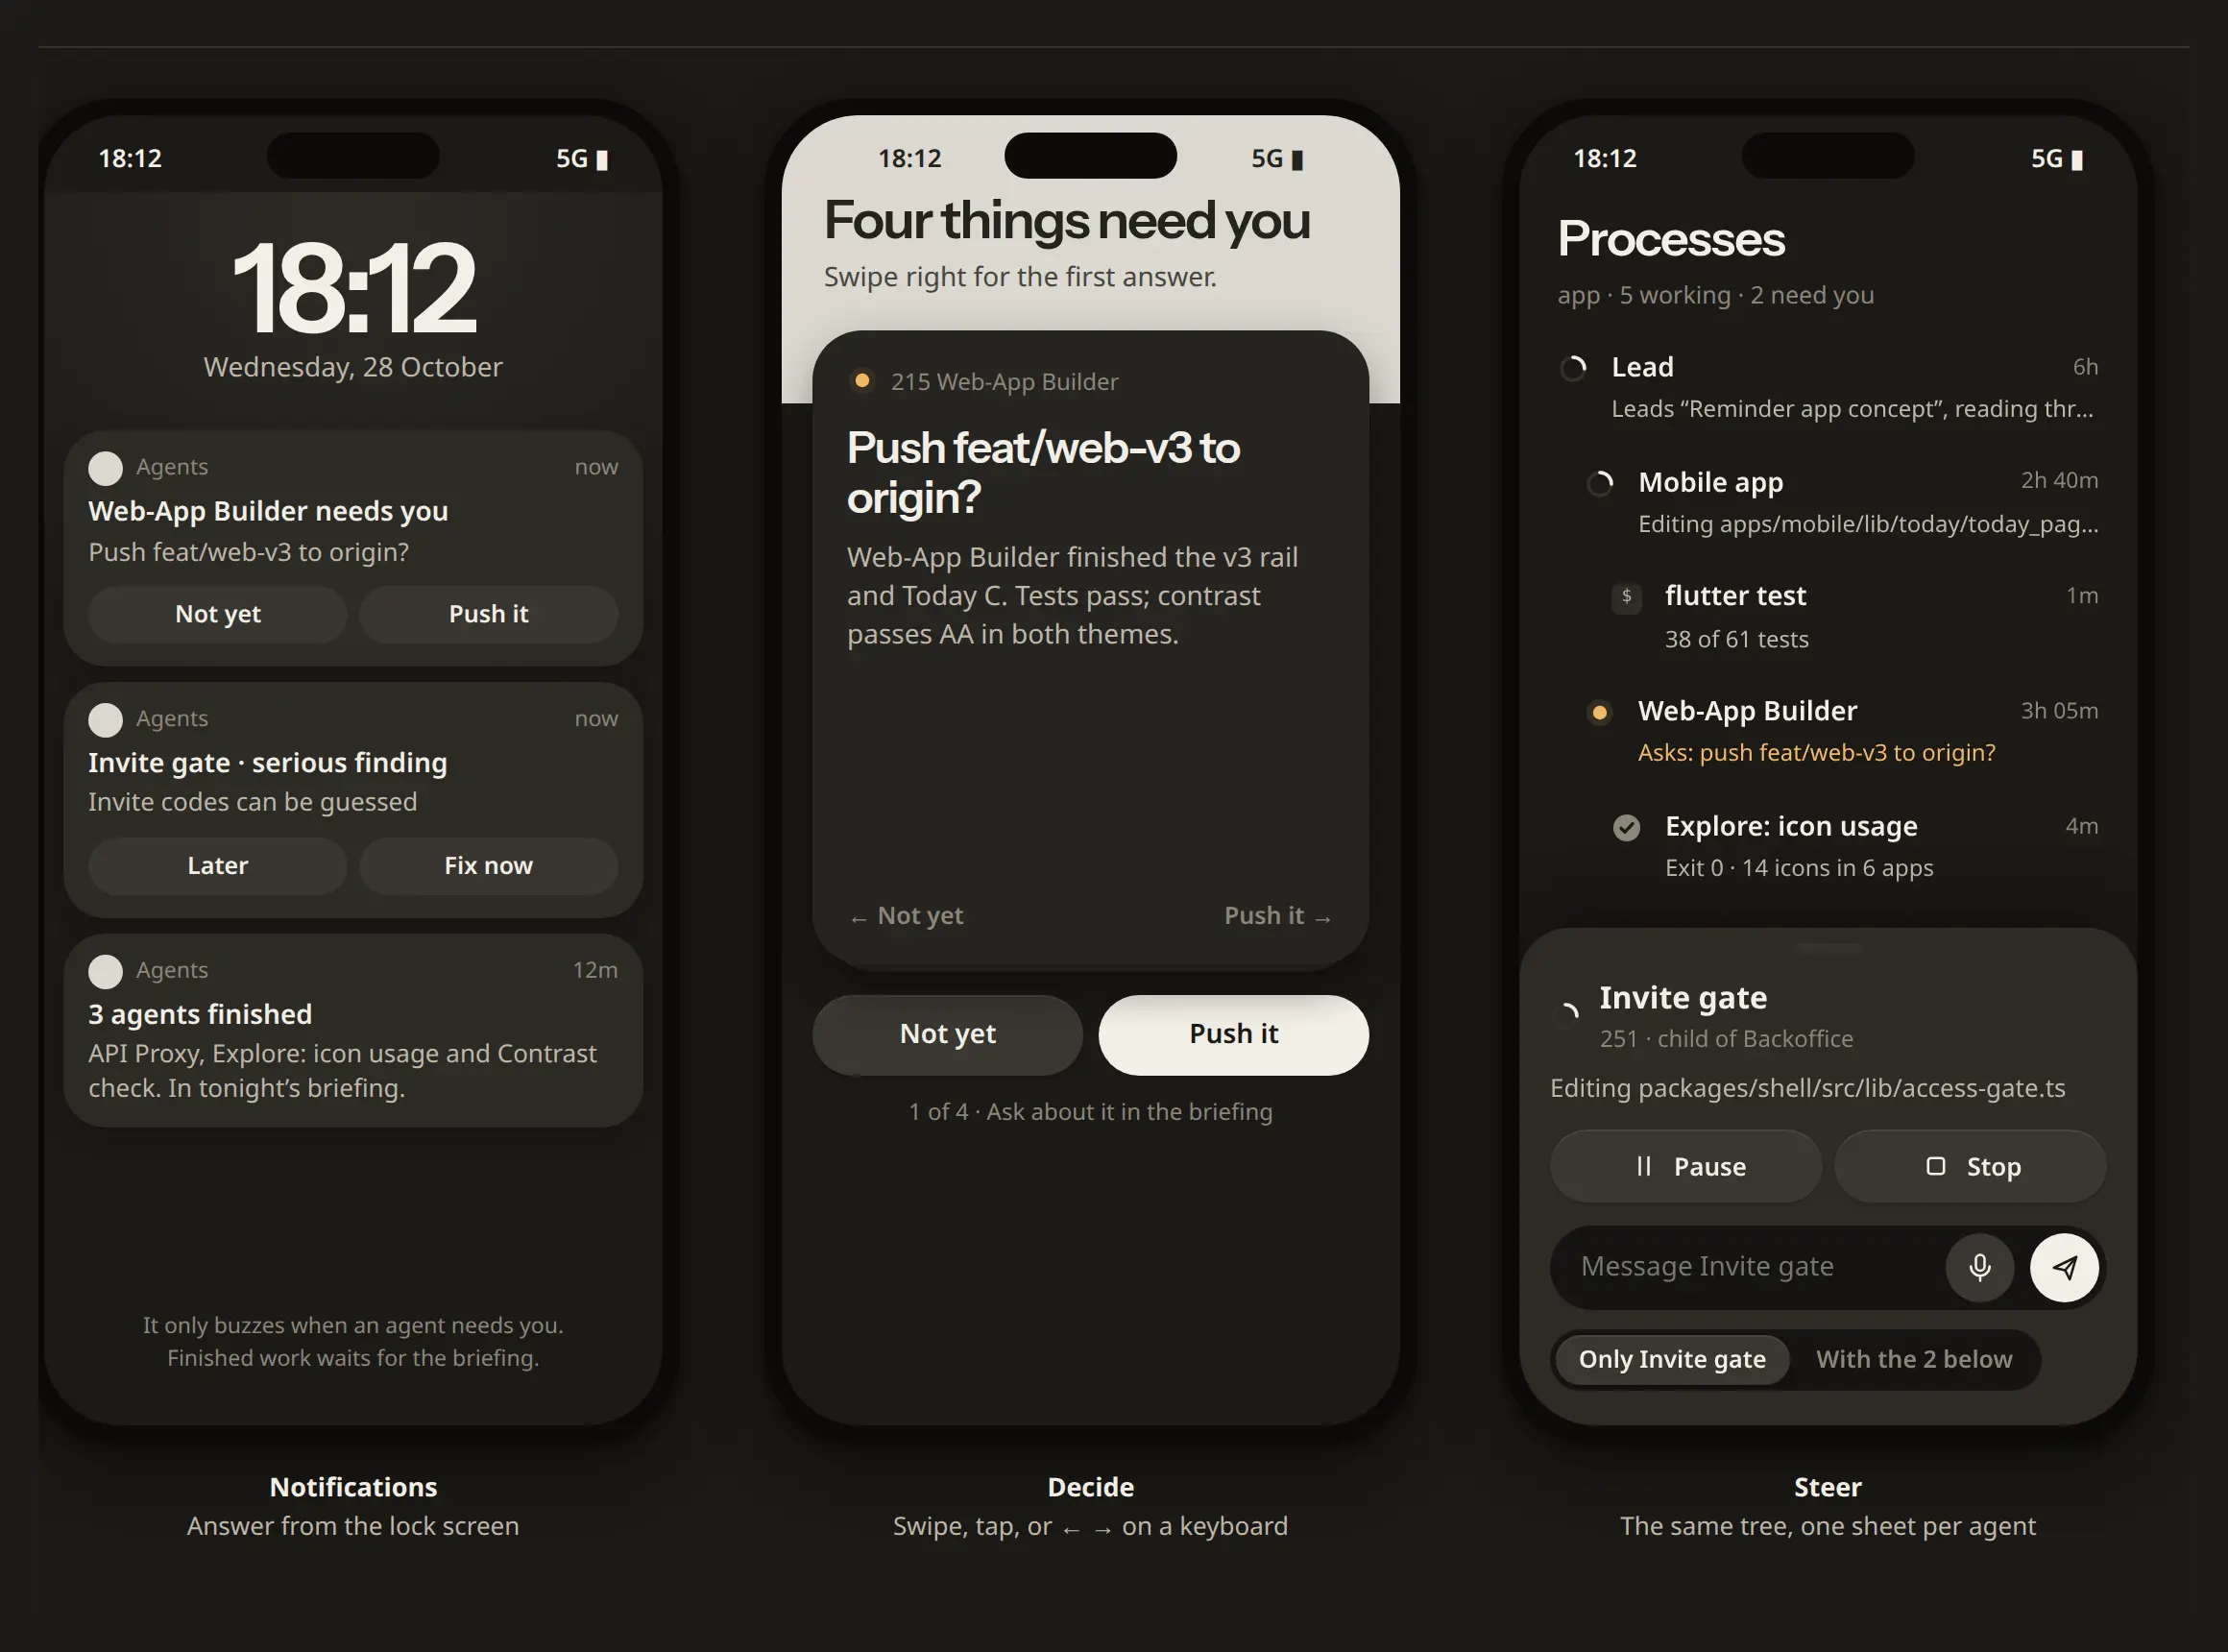 18:12
5G
18:12
Wednesday, 28 October
Agents
now
Web-App Builder needs you
Push feat/web-v3 to origin?
Not yet
Push it
Agents
now
Invite gate · serious finding
Invite codes can be guessed
Later
Fix now
Agents
12m
3 agents finished
API Proxy, Explore: icon usage and Contrast
check. In tonight’s briefing.
It only buzzes when an agent needs you.
Finished work waits for the briefing.
Notifications
Answer from the lock screen
18:12
5G
Four things need you
Swipe right for the first answer.
215 Web-App Builder
Push feat/web-v3 to
origin?
Web-App Builder finished the v3 rail
and Today C. Tests pass; contrast
passes AA in both themes.
← Not yet
Push it →
Not yet
Push it
1 of 4 · Ask about it in the briefing
Decide
Swipe, tap, or ← → on a keyboard
18:12
5G
Processes
app · 5 working · 2 need you
Lead
6h
Leads “Reminder app concept”, reading thr…
Mobile app
2h 40m
Editing apps/mobile/lib/today/today_pag…
$
flutter test
1m
38 of 61 tests
Web-App Builder
3h 05m
Asks: push feat/web-v3 to origin?
Explore: icon usage
4m
Exit 0 · 14 icons in 6 apps
Invite gate
251 · child of Backoffice
Editing packages/shell/src/lib/access-gate.ts
Pause
Stop
Message Invite gate
Only Invite gate
With the 2 below
Steer
The same tree, one sheet per agent